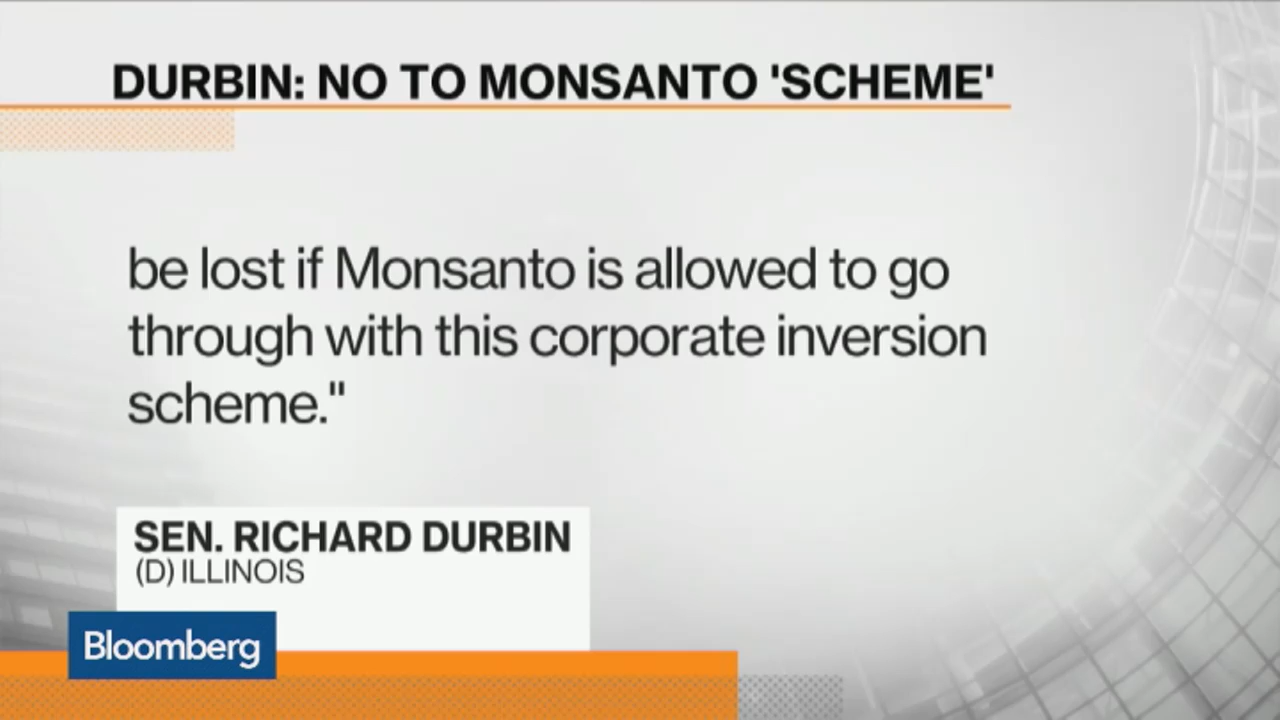 DURBIN: NO TO MONSANTO 'SCHEME'
be lost if Monsanto is allowed to go
through with this corporate inversion
scheme."
SEN. RICHARD DURBIN
(D) ILLINOIS
Bloomberg